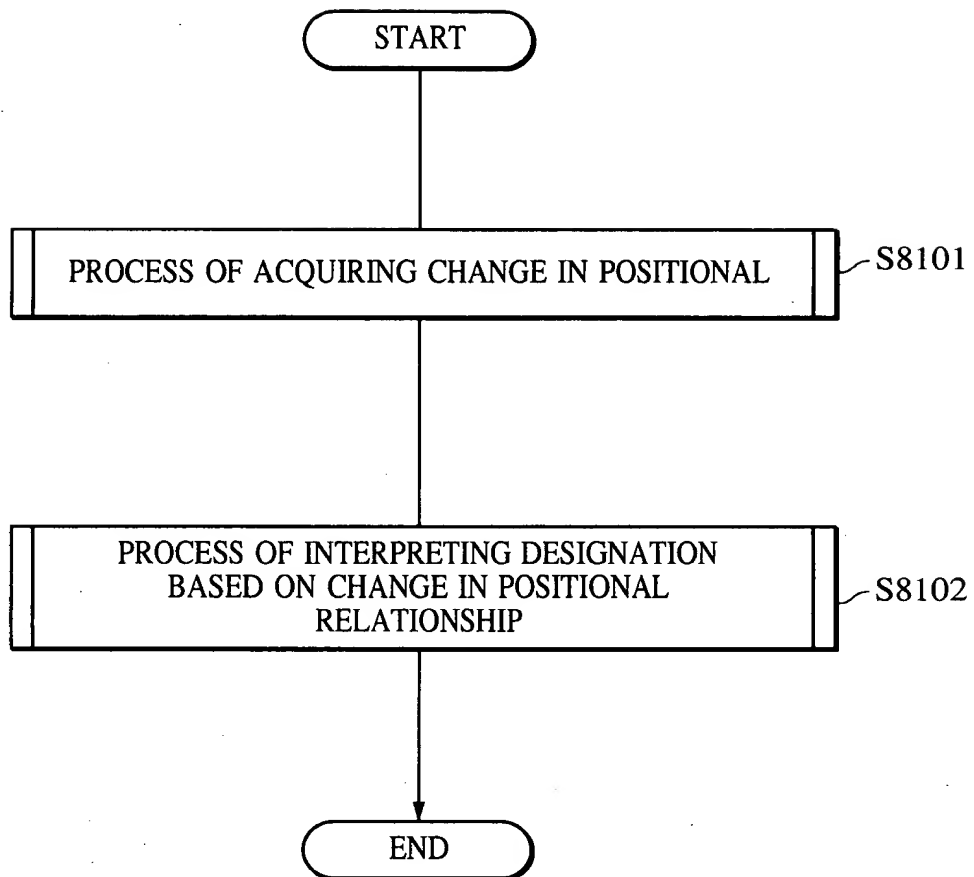 START
PROCESS OF ACQUIRING CHANGE IN POSITIONAL
S8101
PROCESS OF INTERPRETING DESIGNATION
BASED ON CHANGE IN POSITIONAL
RELATIONSHIP
S8102
END